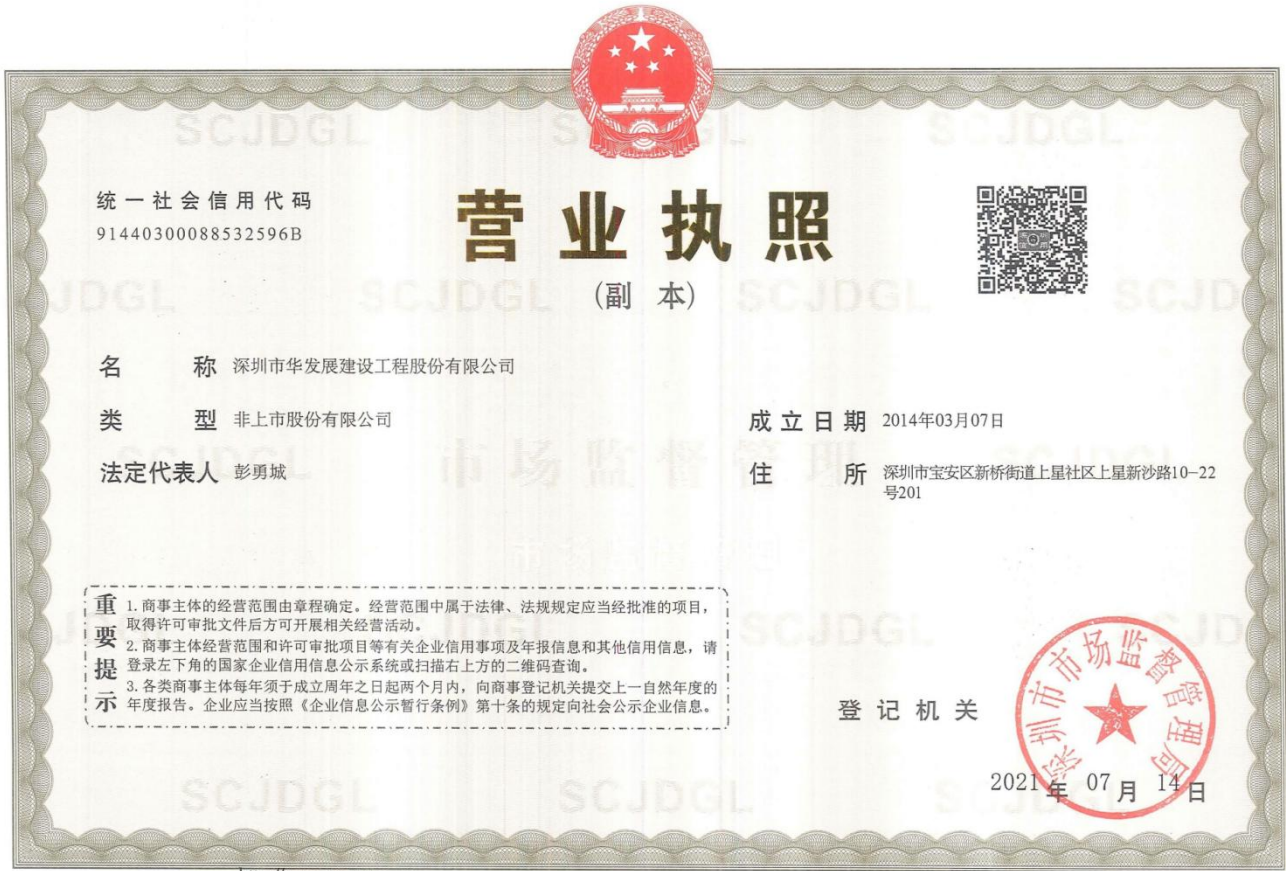 统一社会信用代码
91440300088532596B
营业执照
(副 本)
名 称 深圳市华发展建设工程股份有限公司
类 型 非上市股份有限公司
成立日期 2014年03月07日
法定代表人 彭勇城
住 所 深圳市宝安区新桥街道上星社区上星新沙路10-22
号201
重要提示
1. 商事主体的经营范围由章程确定。经营范围中属于法律、法规规定应当经批准的项目，
取得许可审批文件后方可开展相关经营活动。
2. 商事主体经营范围和许可审批项目等有关企业信用事项及年报信息和其他信用信息，请
登录左下角的国家企业信用信息公示系统或扫描右上方的二维码查询。
3. 各类商事主体每年须于成立周年之日起两个月内，向商事登记机关提交上一自然年度的
年度报告。企业应当按照《企业信息公示暂行条例》第十条的规定向社会公示企业信息。
登记机关
深圳市市场监督管理局
2021年 07月 14日
SCJDGL
市场监督管理